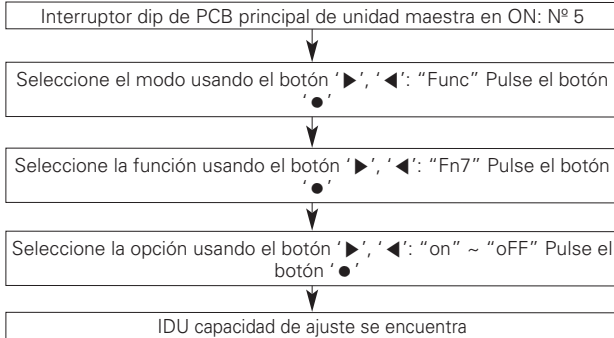 Interruptor dip de PCB principal de unidad maestra en ON: Nº 5
Seleccione el modo usando el botón ‘▶’, ‘◀’: “Func” Pulse el botón
‘●’
Seleccione la función usando el botón ‘▶’, ‘◀’: “Fn7” Pulse el botón
‘●’
Seleccione la opción usando el botón ‘▶’, ‘◀’: “on” ~ “oFF” Pulse el
botón ‘●’
IDU capacidad de ajuste se encuentra